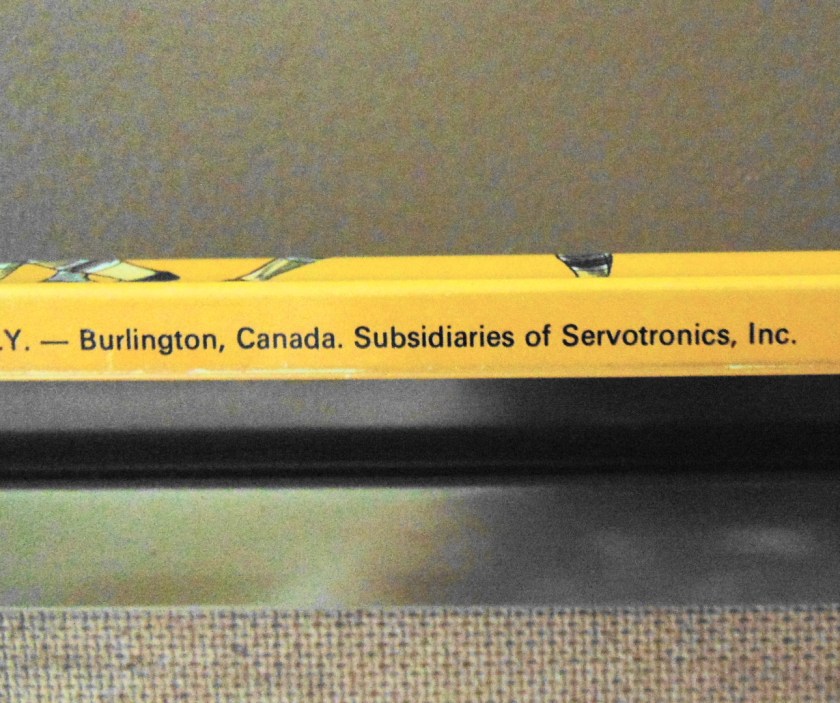 .Y. — Burlington, Canada. Subsidiaries of Servotronics, Inc.